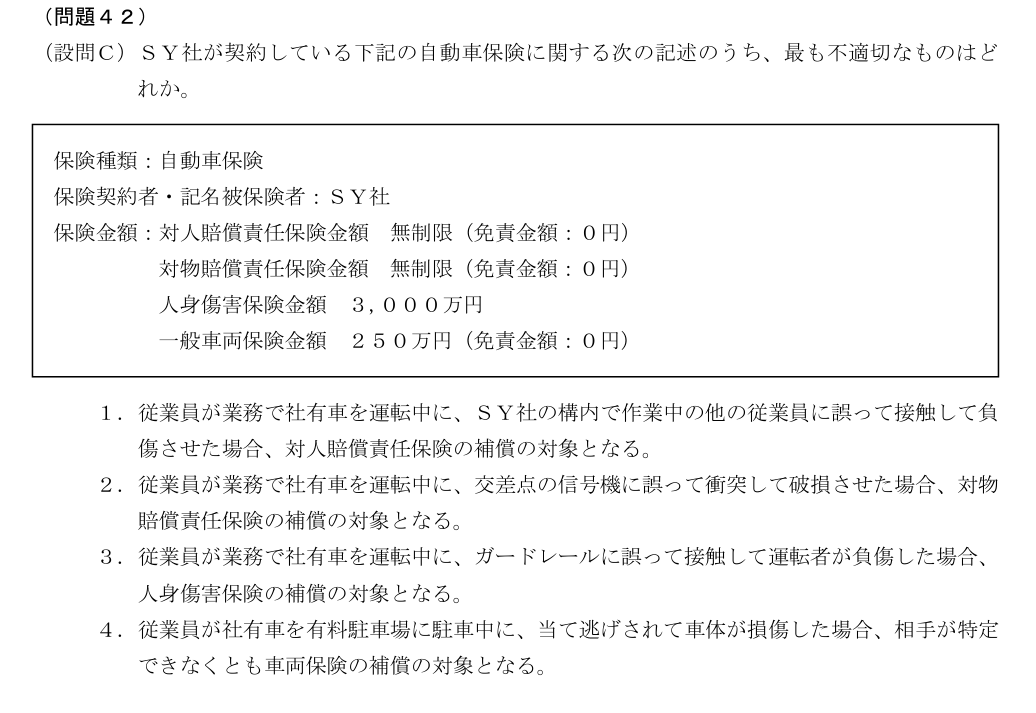 （問題４２）
（設問Ｃ）ＳＹ社が契約している下記の自動車保険に関する次の記述のうち、最も不適切なものはど
れか。
保険種類：自動車保険
保険契約者・記名被保険者：ＳＹ社
保険金額：対人賠償責任保険金額　無制限（免責金額：０円）
対物賠償責任保険金額　無制限（免責金額：０円）
人身傷害保険金額　３,０００万円
一般車両保険金額　２５０万円（免責金額：０円）
１．従業員が業務で社有車を運転中に、ＳＹ社の構内で作業中の他の従業員に誤って接触して負
傷させた場合、対人賠償責任保険の補償の対象となる。
２．従業員が業務で社有車を運転中に、交差点の信号機に誤って衝突して破損させた場合、対物
賠償責任保険の補償の対象となる。
３．従業員が業務で社有車を運転中に、ガードレールに誤って接触して運転者が負傷した場合、
人身傷害保険の補償の対象となる。
４．従業員が社有車を有料駐車場に駐車中に、当て逃げされて車体が損傷した場合、相手が特定
できなくとも車両保険の補償の対象となる。